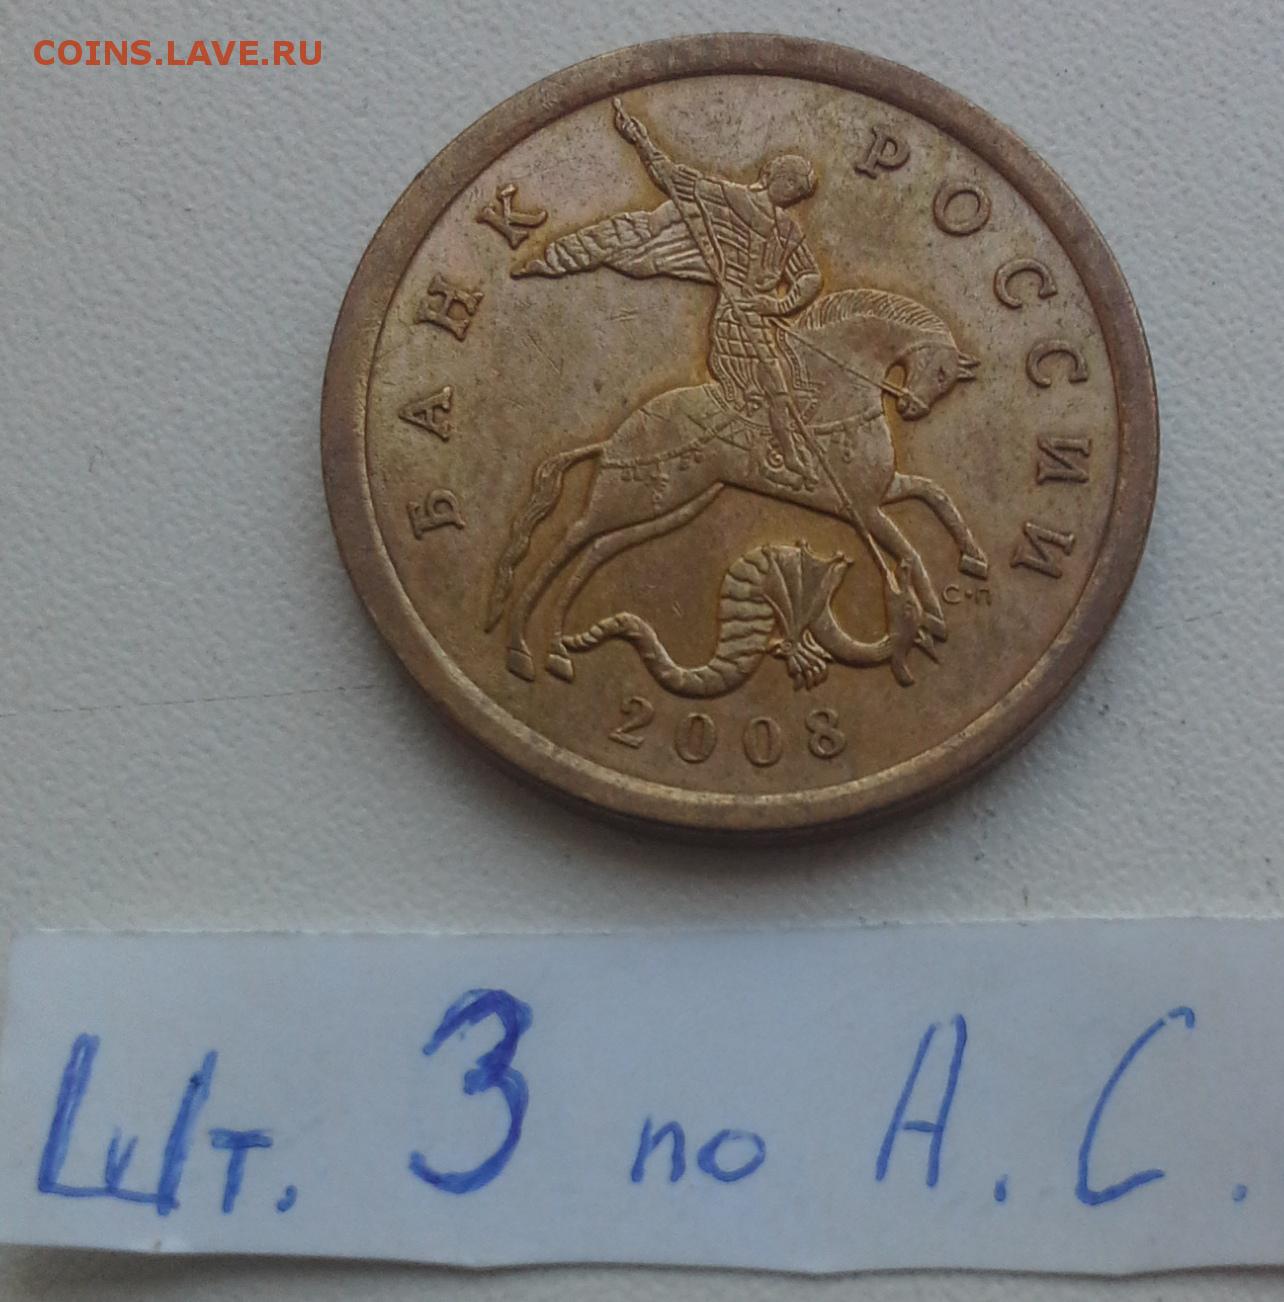 COINS.LAVE.RU
БАНК РОССИИ
С·П
2008
Шт. 3 по А.С.